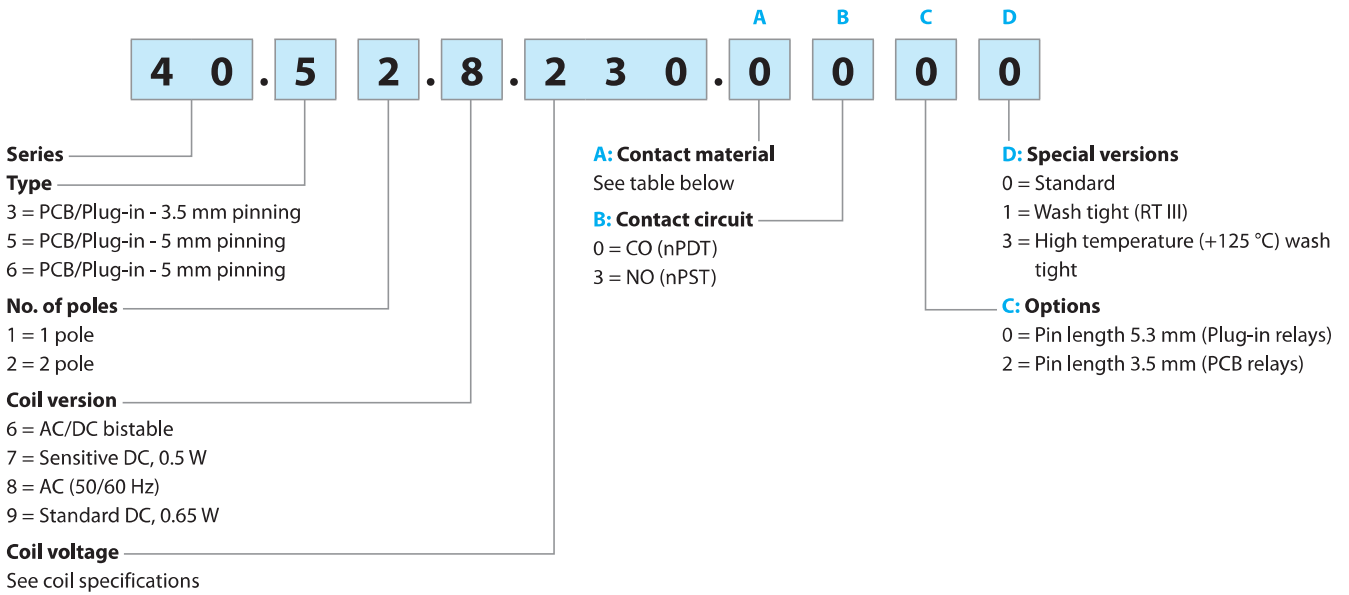 A B C D
4 0 . 5 2 . 8 . 2 3 0 . 0 0 0 0
Series
Type
3 = PCB/Plug-in - 3.5 mm pinning
5 = PCB/Plug-in - 5 mm pinning
6 = PCB/Plug-in - 5 mm pinning
No. of poles
1 = 1 pole
2 = 2 pole
Coil version
6 = AC/DC bistable
7 = Sensitive DC, 0.5 W
8 = AC (50/60 Hz)
9 = Standard DC, 0.65 W
Coil voltage
See coil specifications
A: Contact material
See table below
B: Contact circuit
0 = CO (nPDT)
3 = NO (nPST)
D: Special versions
0 = Standard
1 = Wash tight (RT III)
3 = High temperature (+125 °C) wash
tight
C: Options
0 = Pin length 5.3 mm (Plug-in relays)
2 = Pin length 3.5 mm (PCB relays)